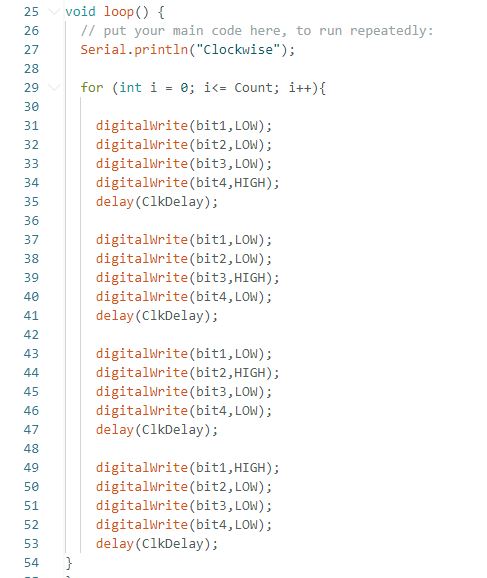 25 void loop() {
26 // put your main code here, to run repeatedly:
27 Serial.println("Clockwise");
28
29 for (int i = 0; i<= Count; i++){
30
31 digitalWrite(bit1,LOW);
32 digitalWrite(bit2,LOW);
33 digitalWrite(bit3,LOW);
34 digitalWrite(bit4,HIGH);
35 delay(ClkDelay);
36
37 digitalWrite(bit1,LOW);
38 digitalWrite(bit2,LOW);
39 digitalWrite(bit3,HIGH);
40 digitalWrite(bit4,LOW);
41 delay(ClkDelay);
42
43 digitalWrite(bit1,LOW);
44 digitalWrite(bit2,HIGH);
45 digitalWrite(bit3,LOW);
46 digitalWrite(bit4,LOW);
47 delay(ClkDelay);
48
49 digitalWrite(bit1,HIGH);
50 digitalWrite(bit2,LOW);
51 digitalWrite(bit3,LOW);
52 digitalWrite(bit4,LOW);
53 delay(ClkDelay);
54 }